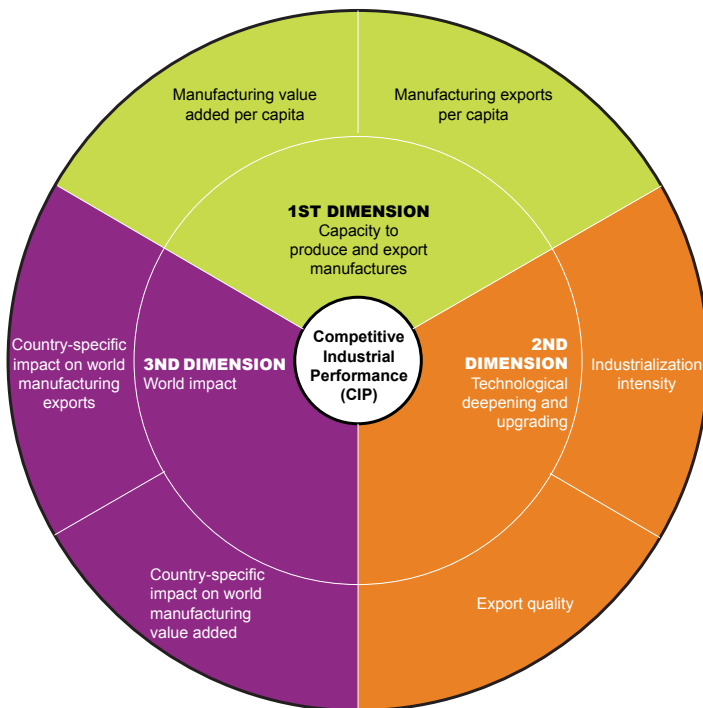 Manufacturing value
added per capita
Manufacturing exports
per capita
1ST DIMENSION
Capacity to
produce and export
manufactures
Competitive
Industrial
Performance
(CIP)
2ND
DIMENSION
Technological
deepening and
upgrading
Industrialization
intensity
Export quality
3ND DIMENSION
World impact
Country-specific
impact on world
manufacturing
exports
Country-specific
impact on world
manufacturing
value added